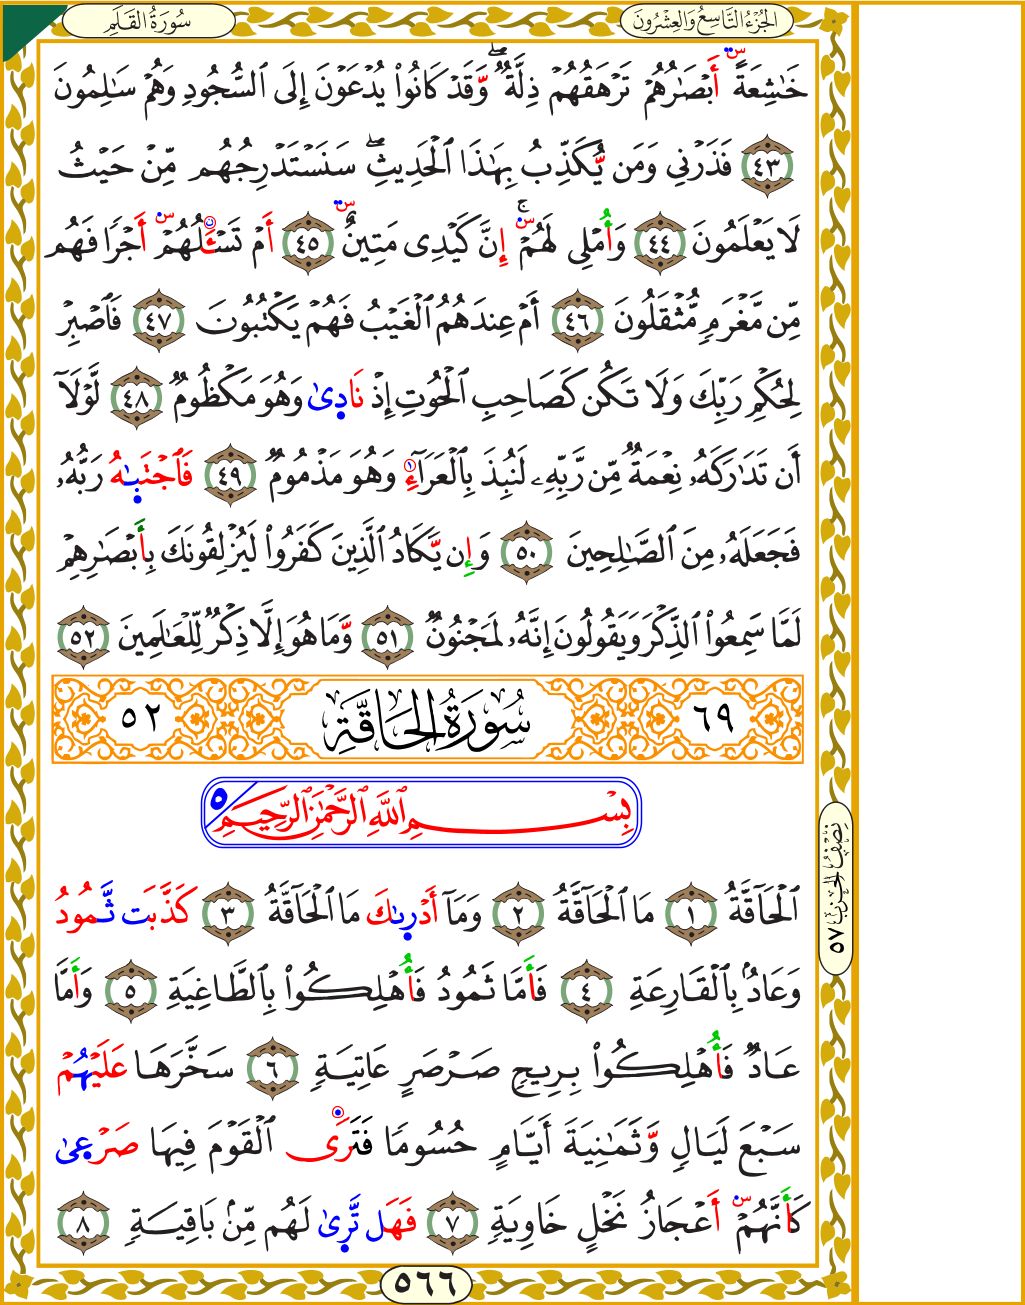 سُورَةُ القَلَمِ
الجُزْءُ التَّاسِعُ وَالعِشْرُونَ
خَٰشِعَةً أَبْصَٰرُهُمْ تَرْهَقُهُمْ ذِلَّةٌ ۖ وَّقَدْ كَانُوا۟ يُدْعَوْنَ إِلَى ٱلسُّجُودِ وَهُمْ سَٰلِمُونَ
٤٣ فَذَرْنِى وَمَن يُّكَذِّبُ بِهَٰذَا ٱلْحَدِيثِ ۖ سَنَسْتَدْرِجُهُم مِّنْ حَيْثُ
لَا يَعْلَمُونَ ٤٤ وَأُمْلِى لَهُمْ ۚ إِنَّ كَيْدِى مَتِينٌ ٤٥ أَمْ تَسْـَٔلُهُمْ أَجْرًا فَهُم
مِّن مَّغْرَمٍ مُّثْقَلُونَ ٤٦ أَمْ عِندَهُمُ ٱلْغَيْبُ فَهُمْ يَكْتُبُونَ ٤٧ فَٱصْبِرْ
لِحُكْمِ رَبِّكَ وَلَا تَكُن كَصَاحِبِ ٱلْحُوتِ إِذْ نَادَىٰ وَهُوَ مَكْظُومٌ ٤٨ لَّوْلَآ
أَن تَدَٰرَكَهُۥ نِعْمَةٌ مِّن رَّبِّهِۦ لَنُبِذَ بِٱلْعَرَآءِ وَهُوَ مَذْمُومٌ ٤٩ فَٱجْتَبَٰهُ رَبُّهُۥ
فَجَعَلَهُۥ مِنَ ٱلصَّٰلِحِينَ ٥٠ وَإِن يَّكَادُ ٱلَّذِينَ كَفَرُوا۟ لَيُزْلِقُونَكَ بِأَبْصَٰرِهِمْ
لَمَّا سَمِعُوا۟ ٱلذِّكْرَ وَيَقُولُونَ إِنَّهُۥ لَمَجْنُونٌ ٥١ وَّمَا هُوَ إِلَّا ذِكْرٌ لِّلْعَٰلَمِينَ ٥٢
٦٩ سُورَةُ الحَاقَّةِ ٥٢
بِسْمِ ٱللَّهِ ٱلرَّحْمَٰنِ ٱلرَّحِيمِ ٥
ٱلْحَآقَّةُ ١ مَا ٱلْحَآقَّةُ ٢ وَمَآ أَدْرَىٰكَ مَا ٱلْحَآقَّةُ ٣ كَذَّبَت ثَّمُودُ
وَعَادٌۢ بِٱلْقَارِعَةِ ٤ فَأَمَّا ثَمُودُ فَأُهْلِكُوا۟ بِٱلطَّاغِيَةِ ٥ وَأَمَّا
عَادٌ فَأُهْلِكُوا۟ بِرِيحٍ صَرْصَرٍ عَاتِيَةٍ ٦ سَخَّرَهَا عَلَيْهُمْ
سَبْعَ لَيَالٍ وَّثَمَٰنِيَةَ أَيَّامٍ حُسُومًا فَتَرَى ٱلْقَوْمَ فِيهَا صَرْعَىٰ
كَأَنَّهُمْ أَعْجَازُ نَخْلٍ خَاوِيَةٍ ٧ فَهَل تَّرَىٰ لَهُم مِّنۢ بَاقِيَةٍ ٨
نِصْفُ الحِزْبِ ٥٧
٥٦٦